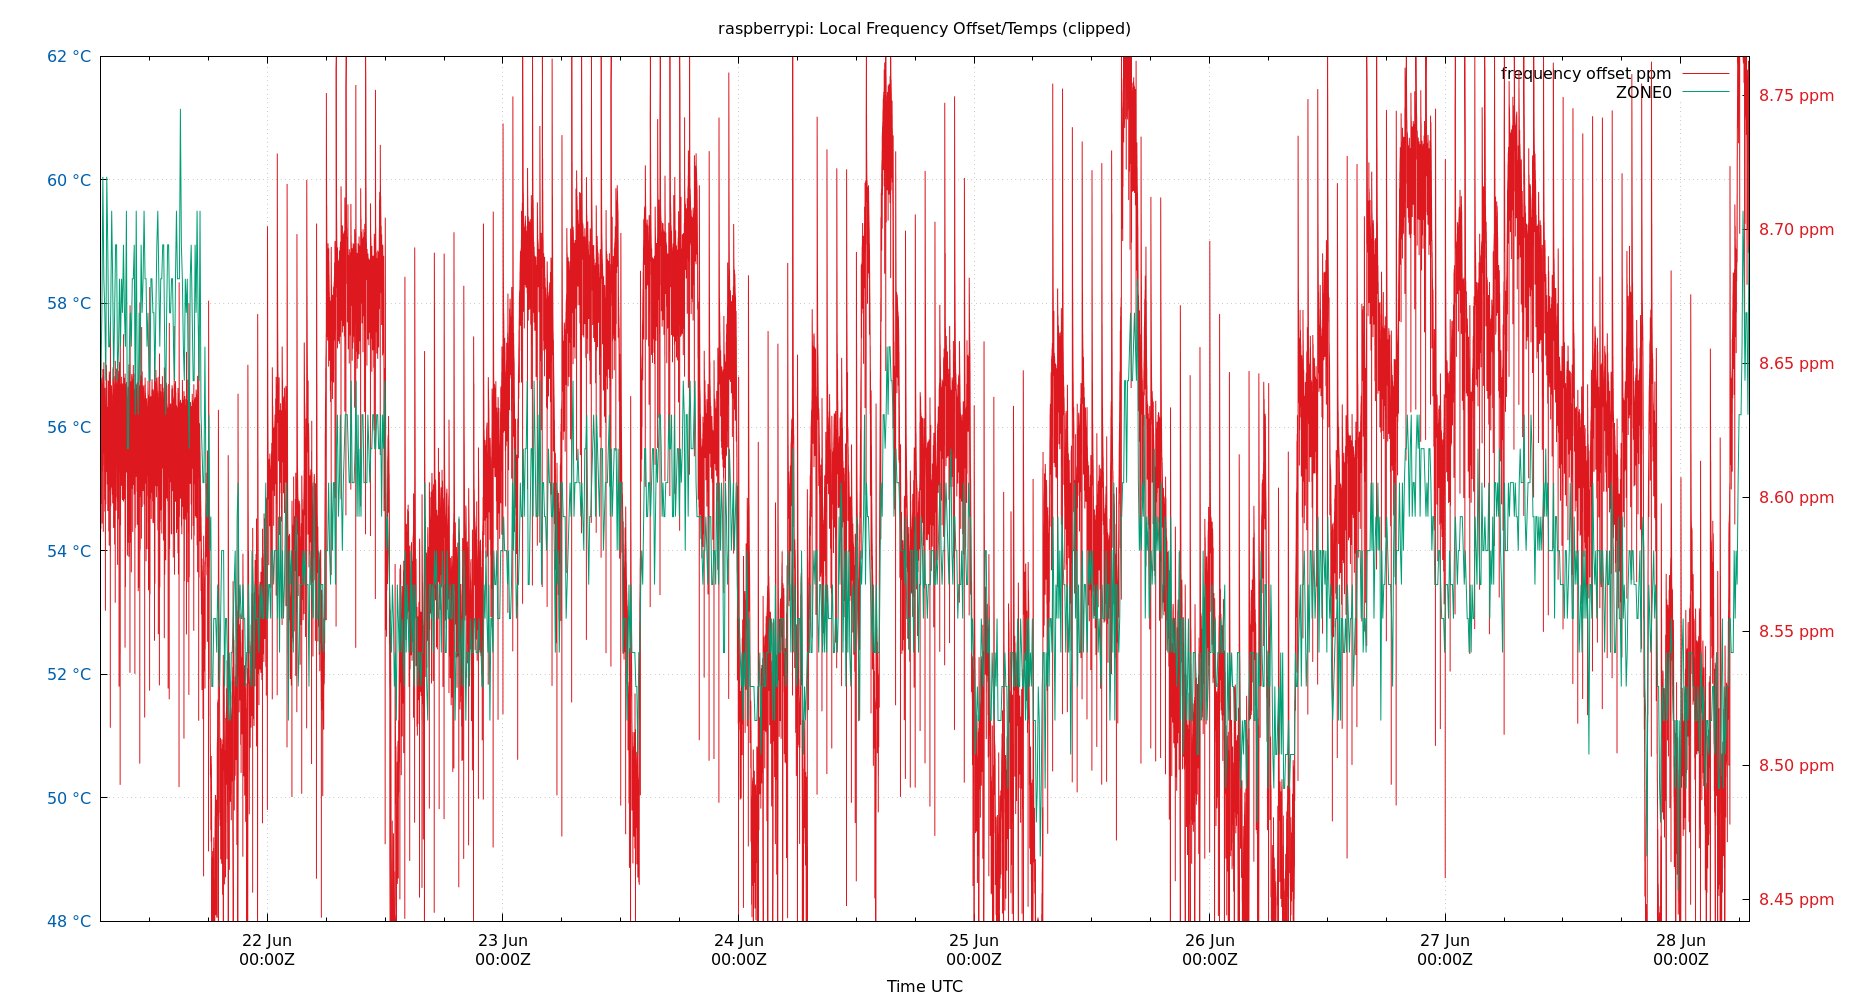 raspberrypi: Local Frequency Offset/Temps (clipped)
62 °C
60 °C
58 °C
56 °C
54 °C
52 °C
50 °C
48 °C
frequency offset ppm
ZONE0
8.75 ppm
8.70 ppm
8.65 ppm
8.60 ppm
8.55 ppm
8.50 ppm
8.45 ppm
22 Jun 23 Jun 24 Jun 25 Jun 26 Jun 27 Jun 28 Jun
00:00Z 00:00Z 00:00Z 00:00Z 00:00Z 00:00Z 00:00Z
Time UTC